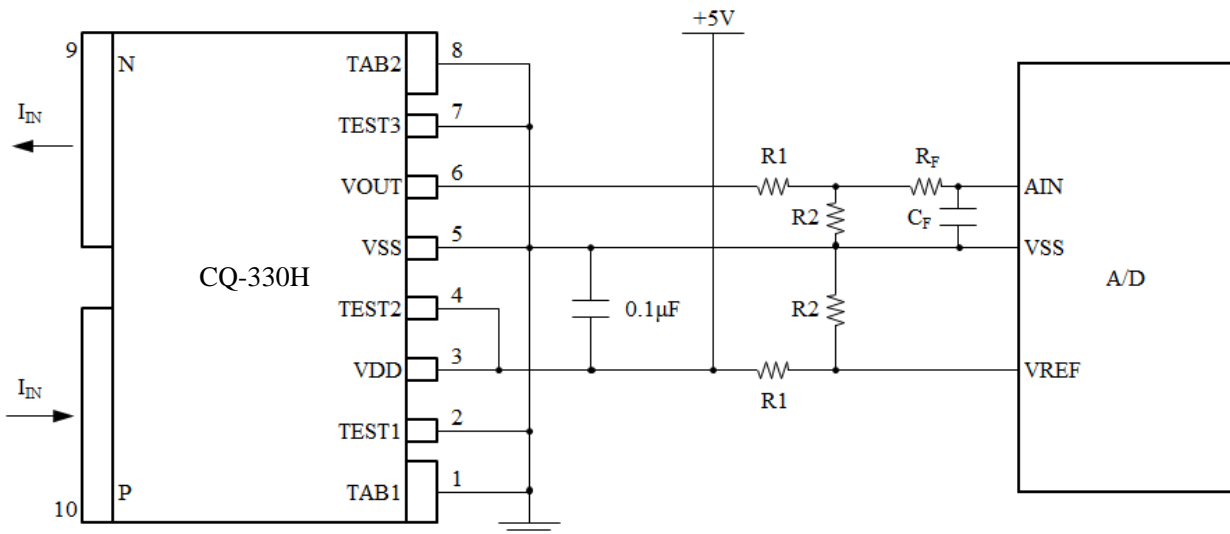 +5V
9
N
TAB2
8
I_IN
TEST3
7
R1
R_F
VOUT
6
AIN
R2
C_F
VSS
5
VSS
CQ-330H
A/D
TEST2
4
0.1μF
R2
VDD
3
VREF
I_IN
R1
TEST1
2
P
TAB1
1
10